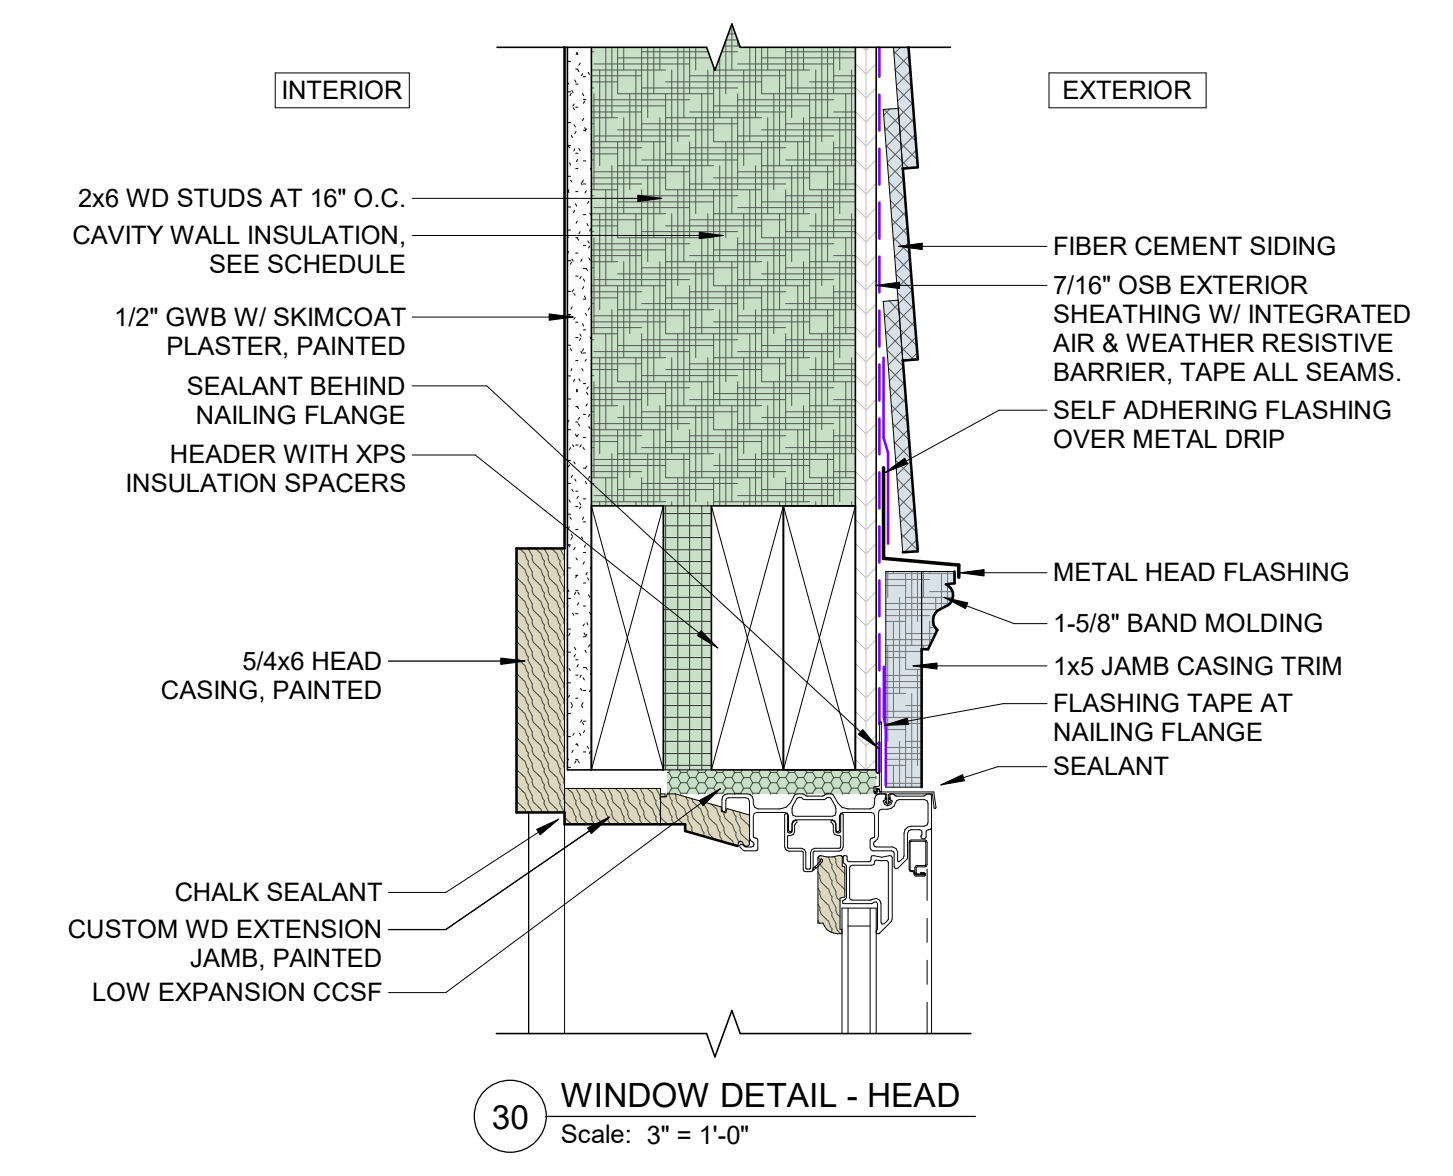 INTERIOR
EXTERIOR
2x6 WD STUDS AT 16" O.C.
CAVITY WALL INSULATION,
SEE SCHEDULE
1/2" GWB W/ SKIMCOAT
PLASTER, PAINTED
SEALANT BEHIND
NAILING FLANGE
HEADER WITH XPS
INSULATION SPACERS
5/4x6 HEAD
CASING, PAINTED
CHALK SEALANT
CUSTOM WD EXTENSION
JAMB, PAINTED
LOW EXPANSION CCSF
FIBER CEMENT SIDING
7/16" OSB EXTERIOR
SHEATHING W/ INTEGRATED
AIR & WEATHER RESISTIVE
BARRIER, TAPE ALL SEAMS.
SELF ADHERING FLASHING
OVER METAL DRIP
METAL HEAD FLASHING
1-5/8" BAND MOLDING
1x5 JAMB CASING TRIM
FLASHING TAPE AT
NAILING FLANGE
SEALANT
30
WINDOW DETAIL - HEAD
Scale: 3" = 1'-0"